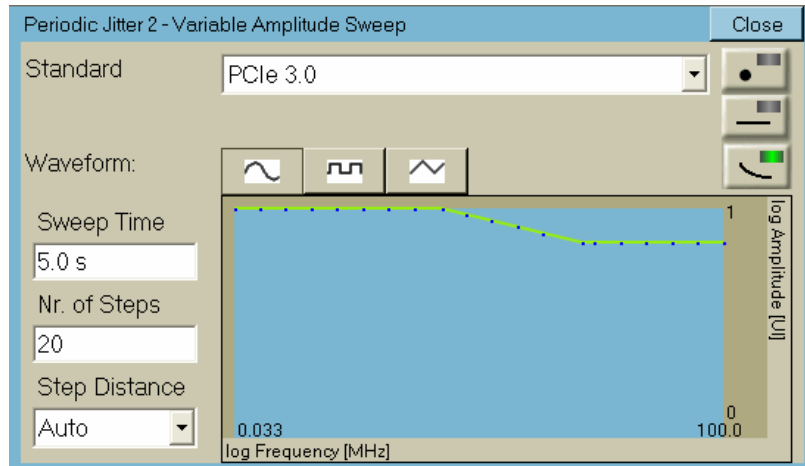 Periodic Jitter 2 - Variable Amplitude Sweep
Close
Standard
PCIe 3.0
Waveform:
Sweep Time
5.0 s
Nr. of Steps
20
Step Distance
Auto
1
log Amplitude [UI]
0
0.033
100.0
log Frequency [MHz]